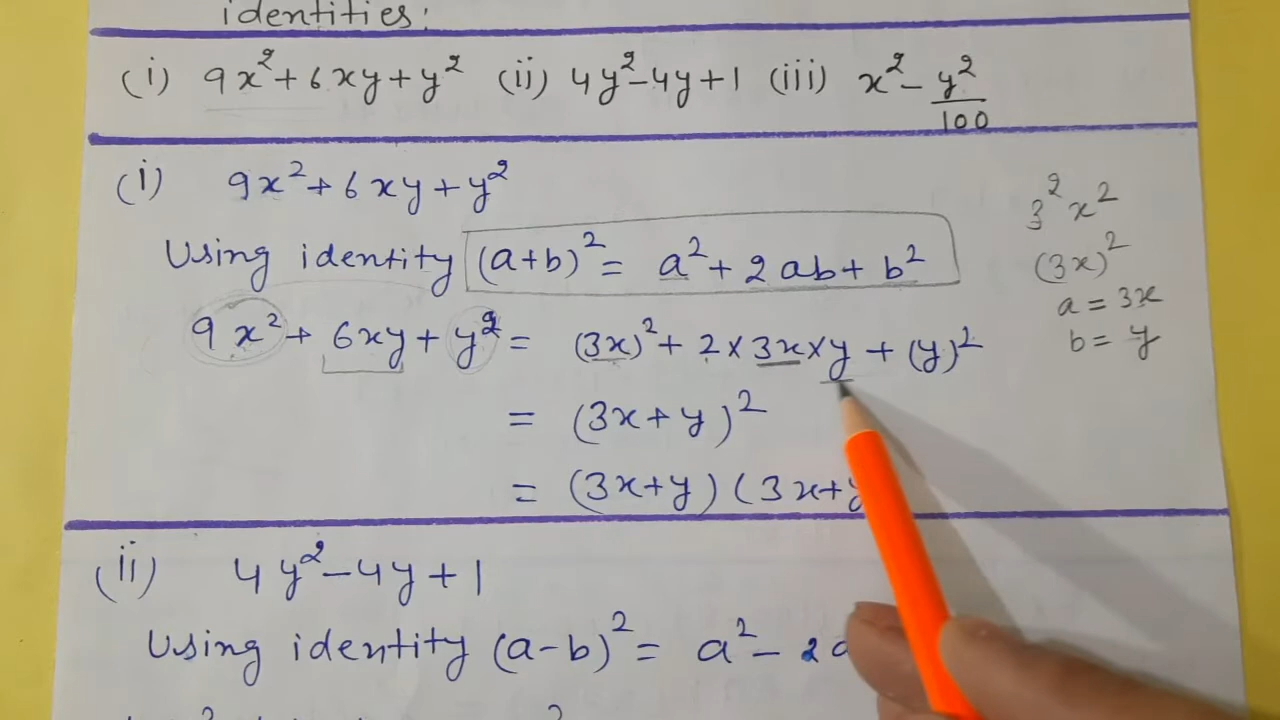 identities:
(i) 9x²+6xy+y² (ii) 4y²-4y+1 (iii) x²-y²/100
(i) 9x²+6xy+y²
Using identity (a+b)² = a²+2ab+b²
9x²+6xy+y² = (3x)²+2×3x×y+(y)²
= (3x+y)²
= (3x+y)(3x+y
3²x²
(3x)²
a=3x
b=y
(ii) 4y²-4y+1
Using identity (a-b)² = a²-2a